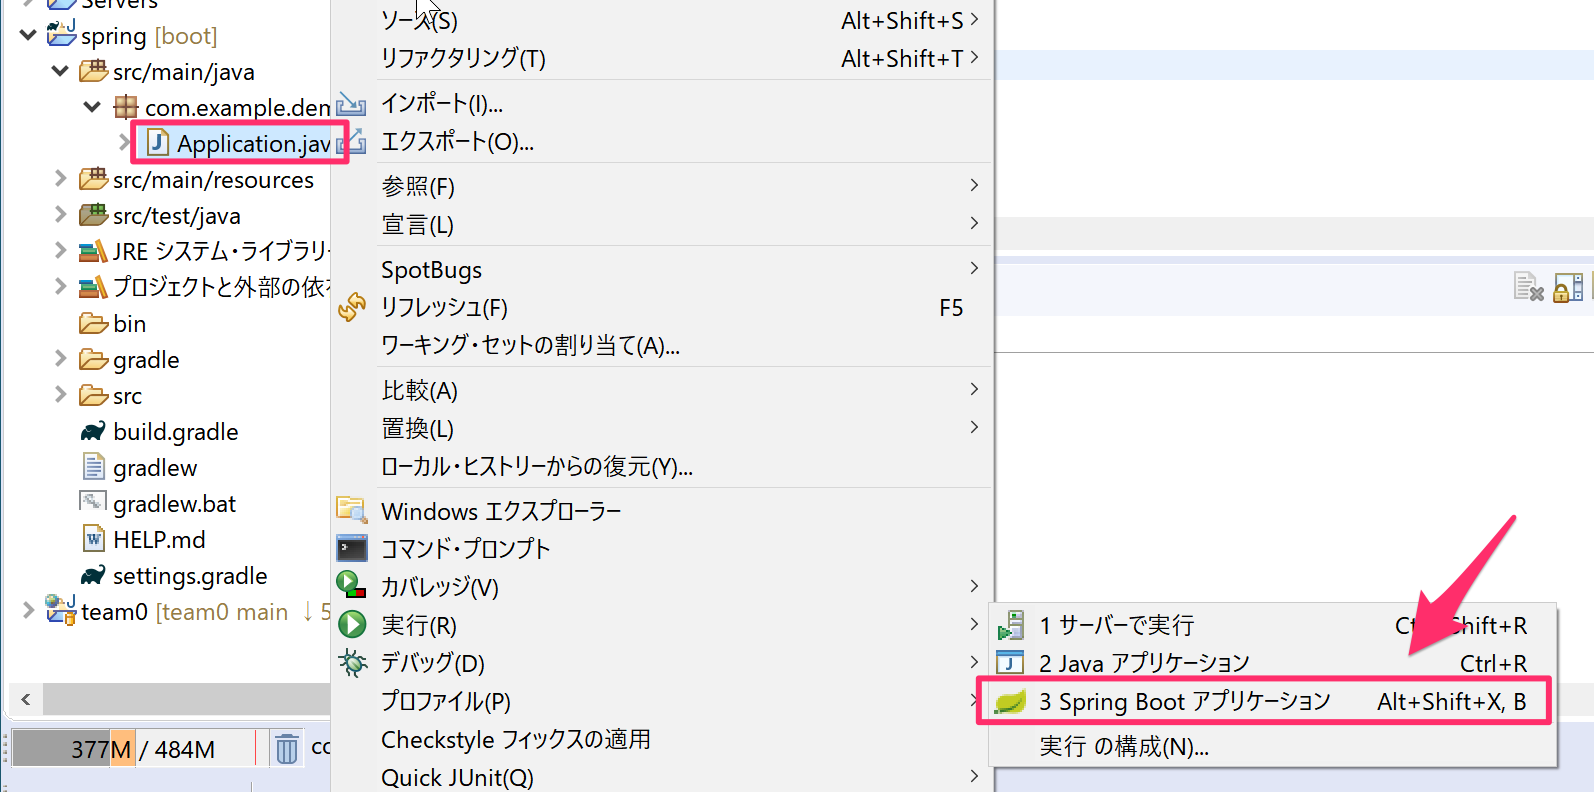 Servers
spring [boot]
src/main/java
com.example.dem
Application.jav
src/main/resources
src/test/java
JRE システム・ライブラリー
プロジェクトと外部の依存
bin
gradle
src
build.gradle
gradlew
gradlew.bat
HELP.md
settings.gradle
team0 [team0 main ↓ 5
377M / 484M
co
ソース(S) Alt+Shift+S
リファクタリング(T) Alt+Shift+T
インポート(I)...
エクスポート(O)...
参照(F)
宣言(L)
SpotBugs
リフレッシュ(F) F5
ワーキング・セットの割り当て(A)...
比較(A)
置換(L)
ローカル・ヒストリーからの復元(Y)...
Windows エクスプローラー
コマンド・プロンプト
カバレッジ(V)
実行(R)
デバッグ(D)
プロファイル(P)
Checkstyle フィックスの適用
Quick JUnit(Q)
1 サーバーで実行 Shift+R
2 Java アプリケーション Ctrl+R
3 Spring Boot アプリケーション Alt+Shift+X, B
実行 の構成(N)...